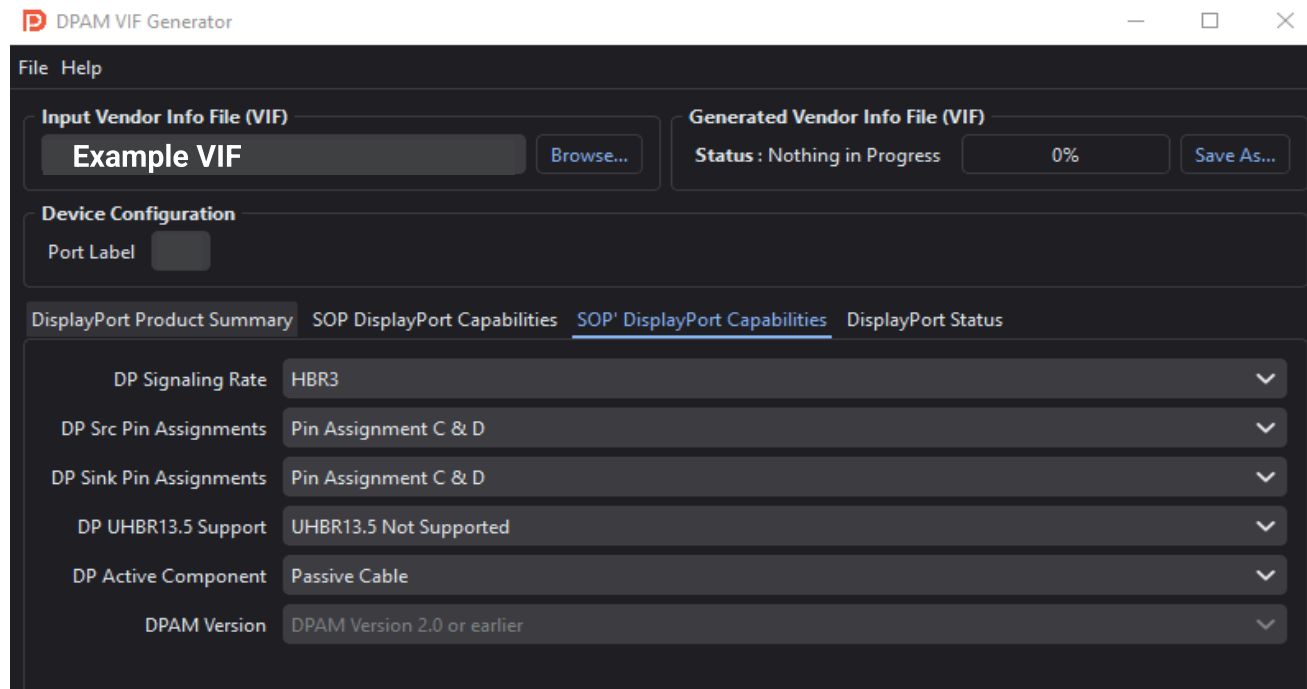 DPAM VIF Generator
File Help
Input Vendor Info File (VIF)
Example VIF
Browse...
Generated Vendor Info File (VIF)
Status : Nothing in Progress
0%
Save As...
Device Configuration
Port Label
DisplayPort Product Summary SOP DisplayPort Capabilities SOP' DisplayPort Capabilities DisplayPort Status
DP Signaling Rate HBR3
DP Src Pin Assignments Pin Assignment C & D
DP Sink Pin Assignments Pin Assignment C & D
DP UHBR13.5 Support UHBR13.5 Not Supported
DP Active Component Passive Cable
DPAM Version DPAM Version 2.0 or earlier